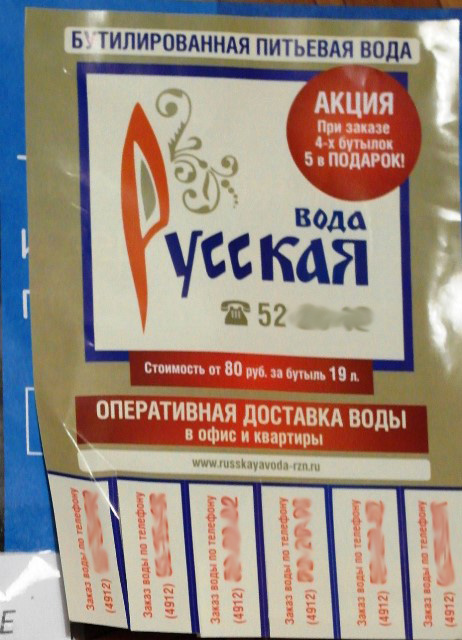 БУТИЛИРОВАННАЯ ПИТЬЕВАЯ ВОДА
АКЦИЯ
При заказе
4-х бутылок
5 в ПОДАРОК!
вода
Русская
52
Стоимость от 80 руб. за бутыль 19 л.
ОПЕРАТИВНАЯ ДОСТАВКА ВОДЫ
в офис и квартиры
www.russkayavoda-rzn.ru
Заказ воды по телефону
(4912)
Заказ воды по телефону
(4912)
Заказ воды по телефону
(4912)
Заказ воды по телефону
(4912)
Заказ воды по телефону
(4912)
Заказ воды по телефону
(4912)
Е